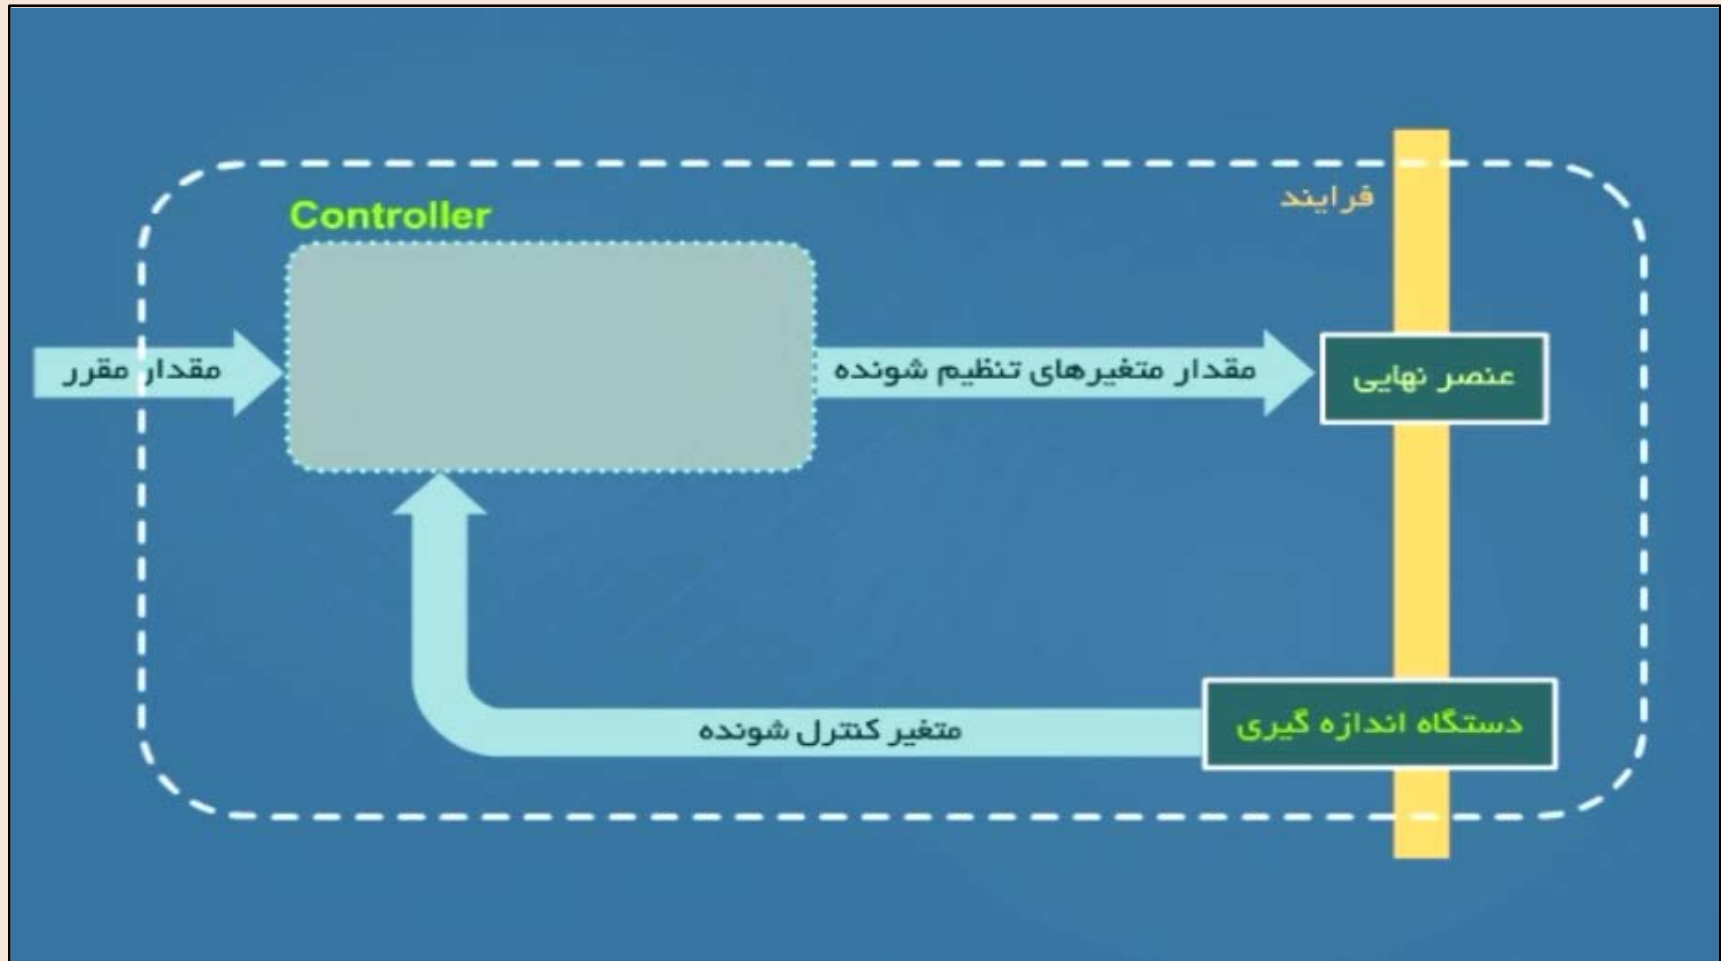 فرایند
Controller
مقدار مقرر
مقدار متغیرهای تنظیم شونده
عنصر نهایی
متغیر کنترل شونده
دستگاه اندازه گیری